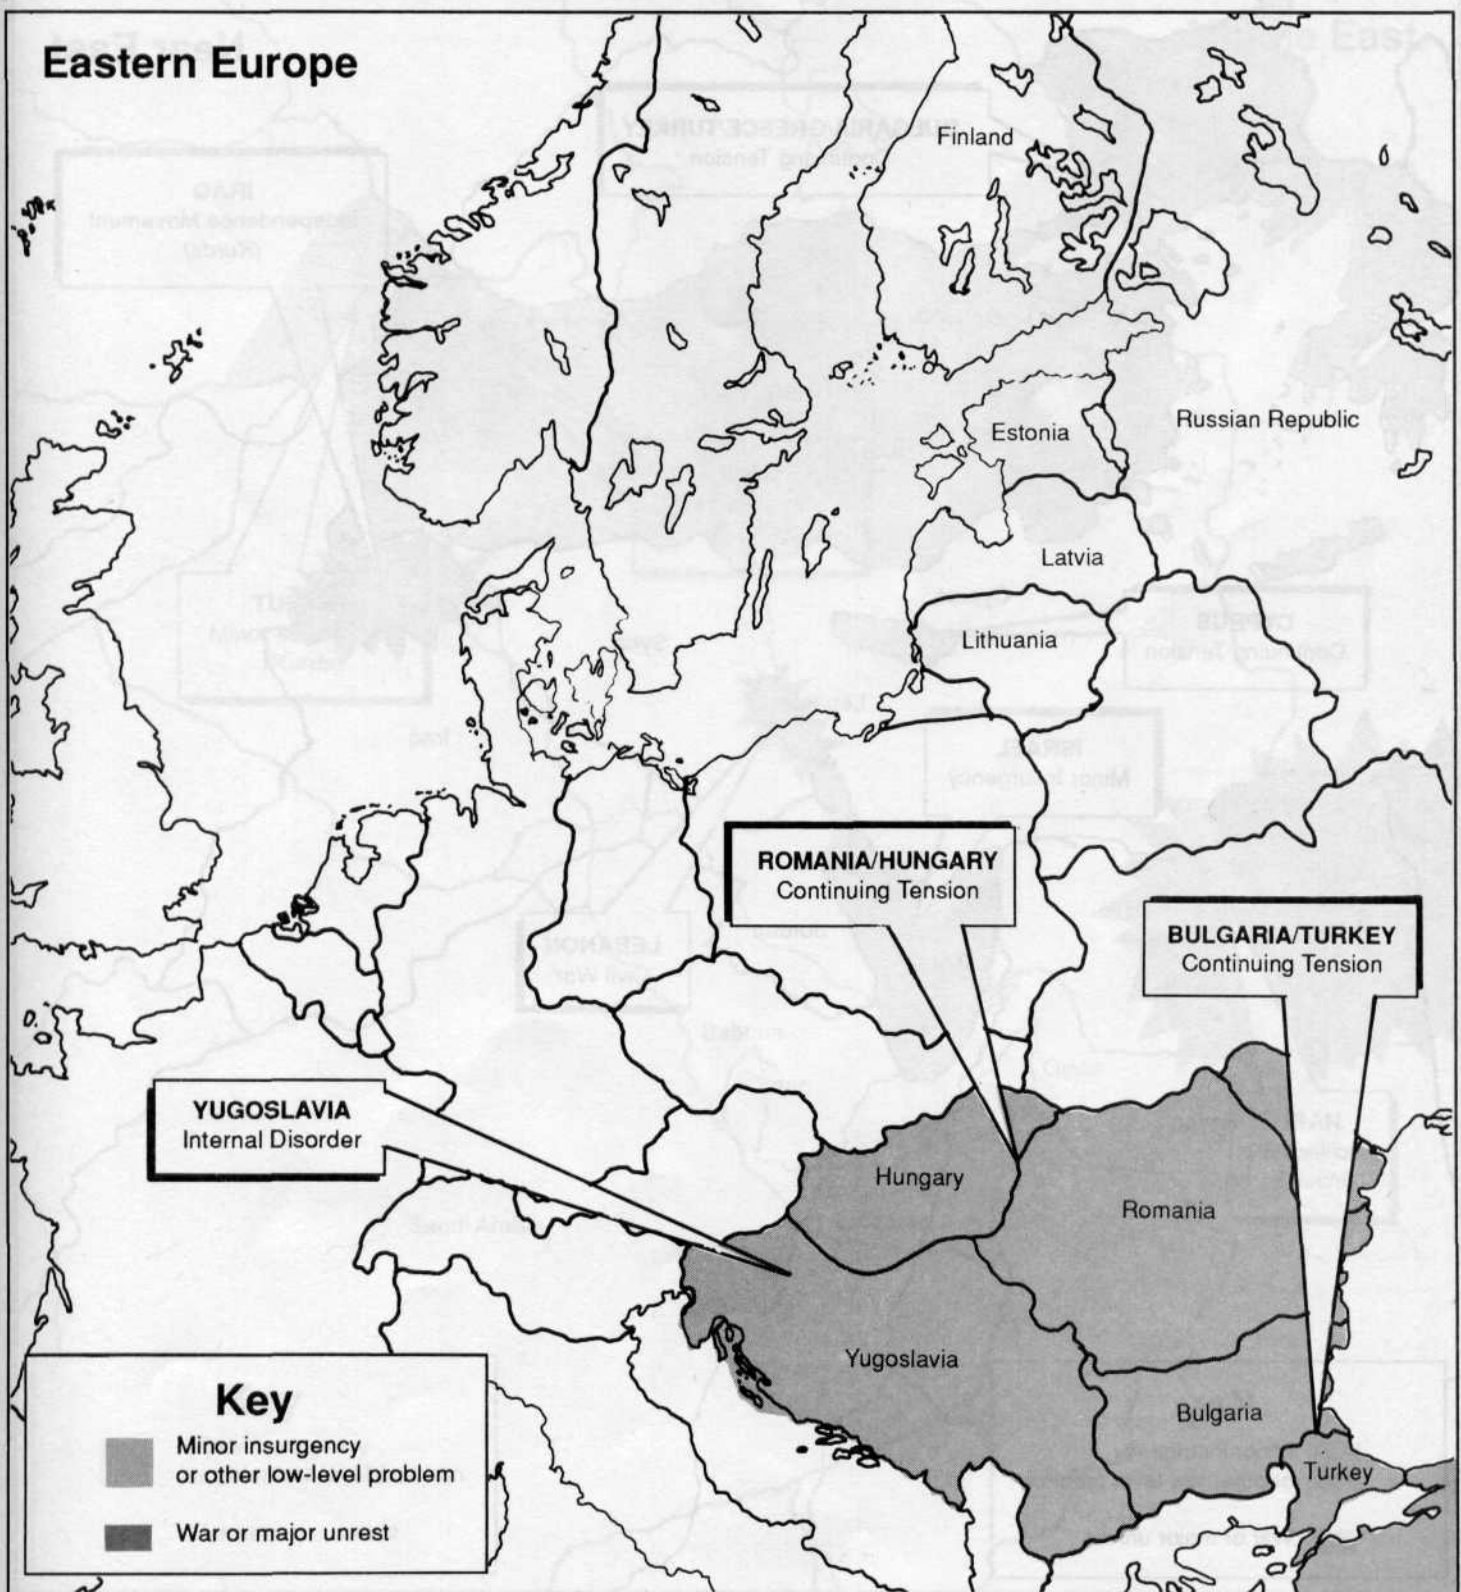 Eastern Europe
Finland
Estonia
Russian Republic
Latvia
Lithuania
ROMANIA/HUNGARY
Continuing Tension
BULGARIA/TURKEY
Continuing Tension
YUGOSLAVIA
Internal Disorder
Hungary
Romania
Yugoslavia
Bulgaria
Turkey
Key
Minor insurgency
or other low-level problem
War or major unrest